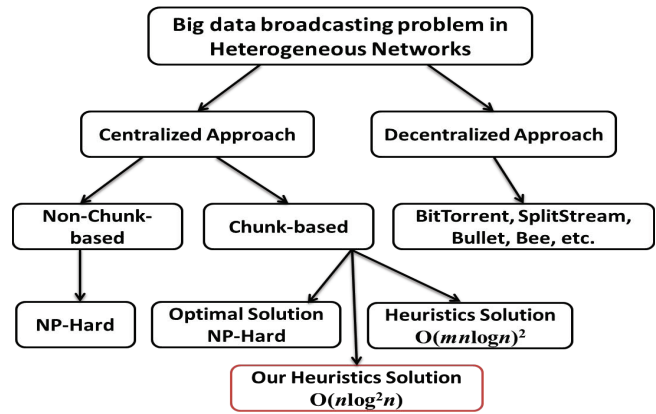 Big data broadcasting problem in
Heterogeneous Networks
Centralized Approach
Decentralized Approach
Non-Chunk-
based
Chunk-based
BitTorrent, SplitStream,
Bullet, Bee, etc.
NP-Hard
Optimal Solution
NP-Hard
Heuristics Solution
O(mnlogn)²
Our Heuristics Solution
O(nlog²n)